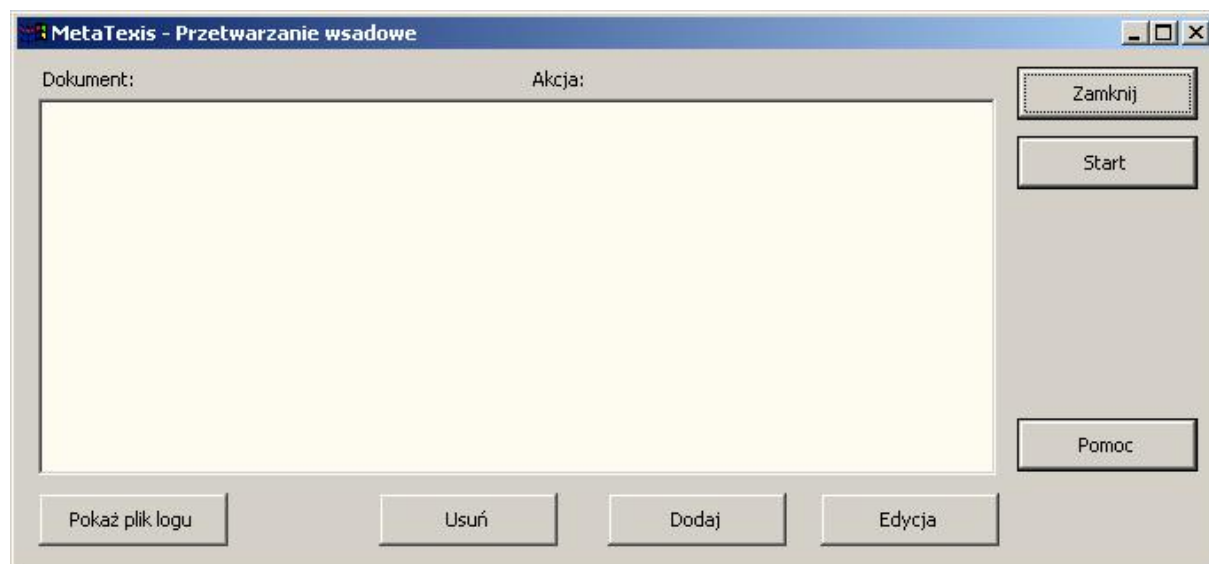 MetaTexis - Przetwarzanie wsadowe
Dokument: Akcja:
Zamknij
Start
Pomoc
Pokaż plik logu Usuń Dodaj Edycja